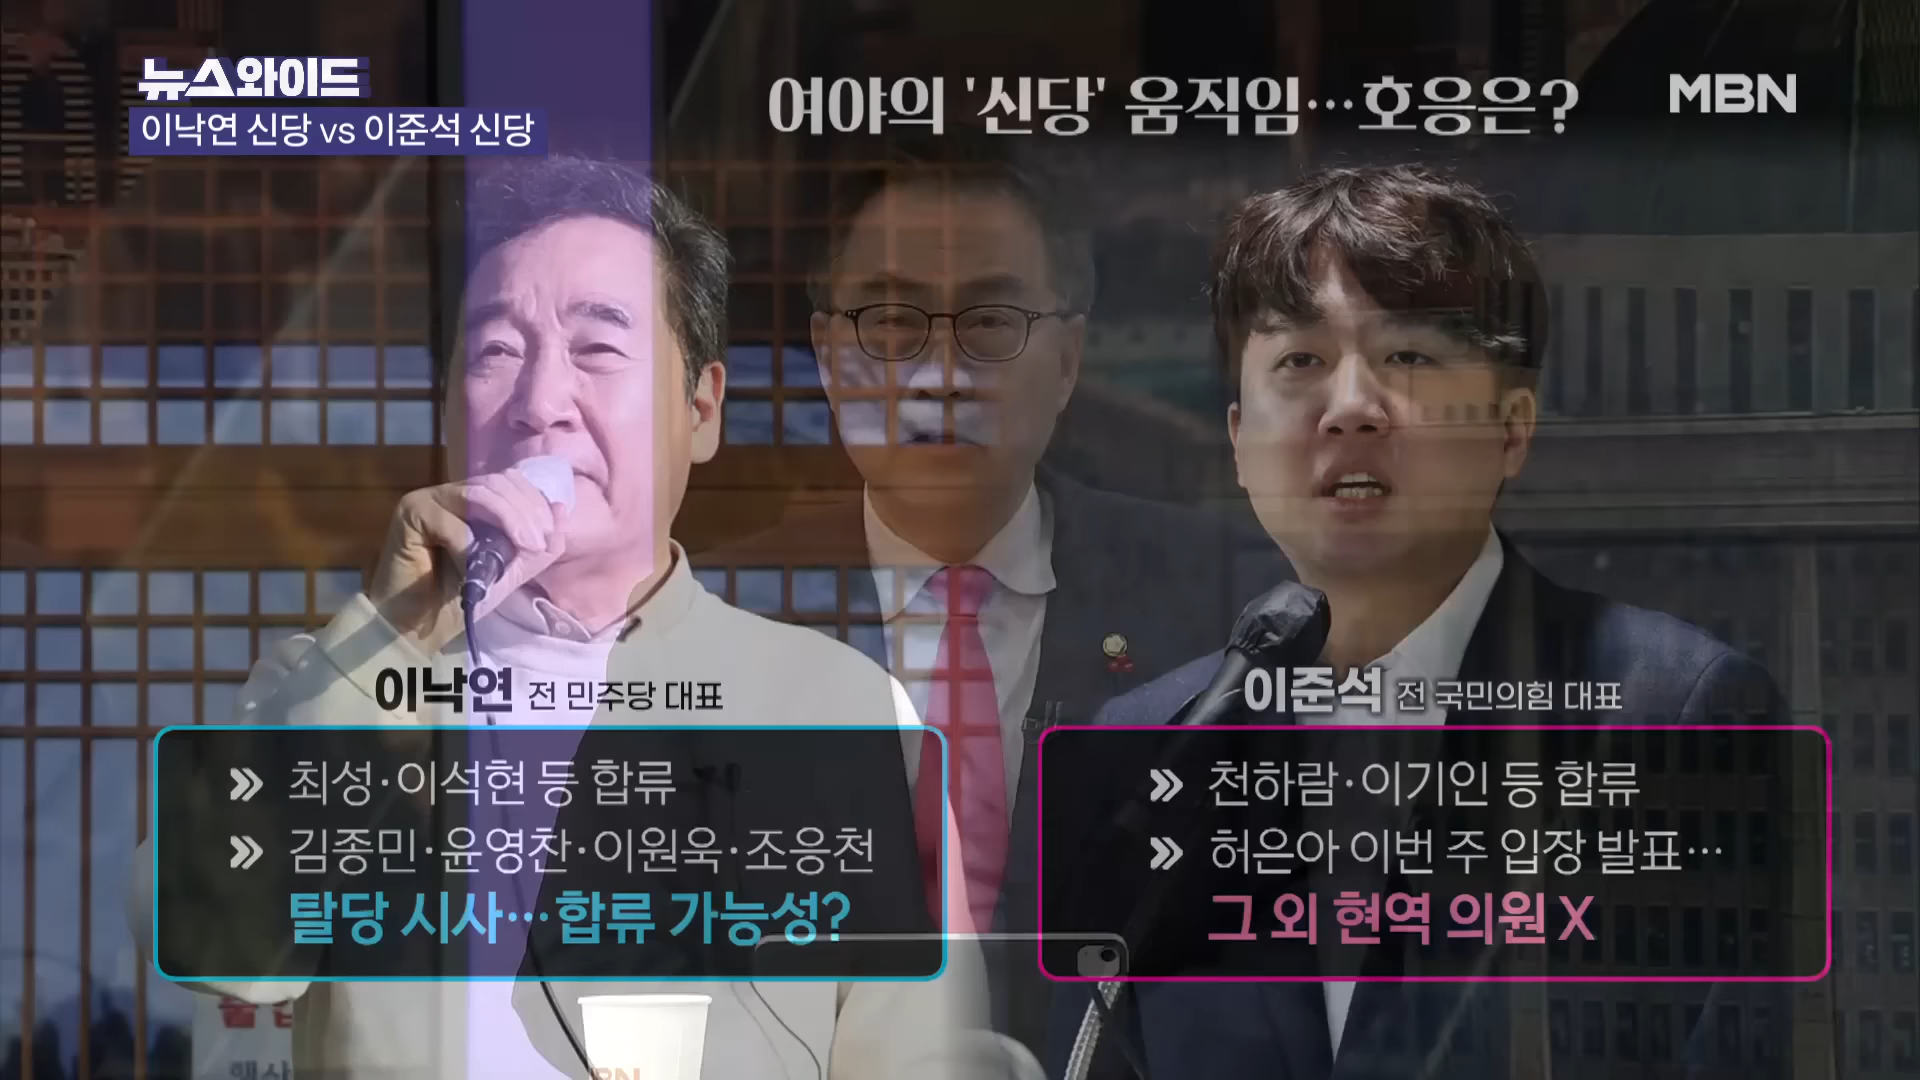 뉴스와이드
이낙연 신당 vs 이준석 신당
여야의 '신당' 움직임…호응은?
MBN
이낙연 전 민주당 대표
» 최성·이석현 등 합류
» 김종민·윤영찬·이원욱·조응천
탈당 시사…합류 가능성?
이준석 전 국민의힘 대표
» 천하람·이기인 등 합류
» 허은아 이번 주 입장 발표…
그 외 현역 의원 X